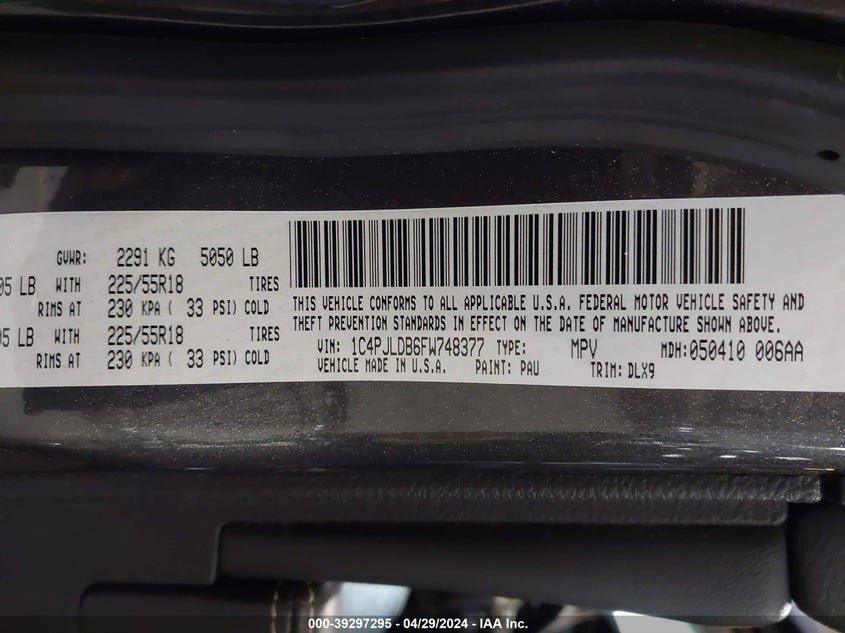 GVWR: 2291 KG 5050 LB
05 LB WITH 225/55R18 TIRES
RIMS AT 230 KPA ( 33 PSI) COLD
95 LB WITH 225/55R18 TIRES
RIMS AT 230 KPA ( 33 PSI) COLD
THIS VEHICLE CONFORMS TO ALL APPLICABLE U.S.A. FEDERAL MOTOR VEHICLE SAFETY AND
THEFT PREVENTION STANDARDS IN EFFECT ON THE DATE OF MANUFACTURE SHOWN ABOVE.
VIN: 1C4PJLDB6FW748377 TYPE: MPV MDH:050410 006AA
VEHICLE MADE IN U.S.A. PAINT: PAU TRIM: DLX9
000-39297295 - 04/29/2024 - IAA Inc.